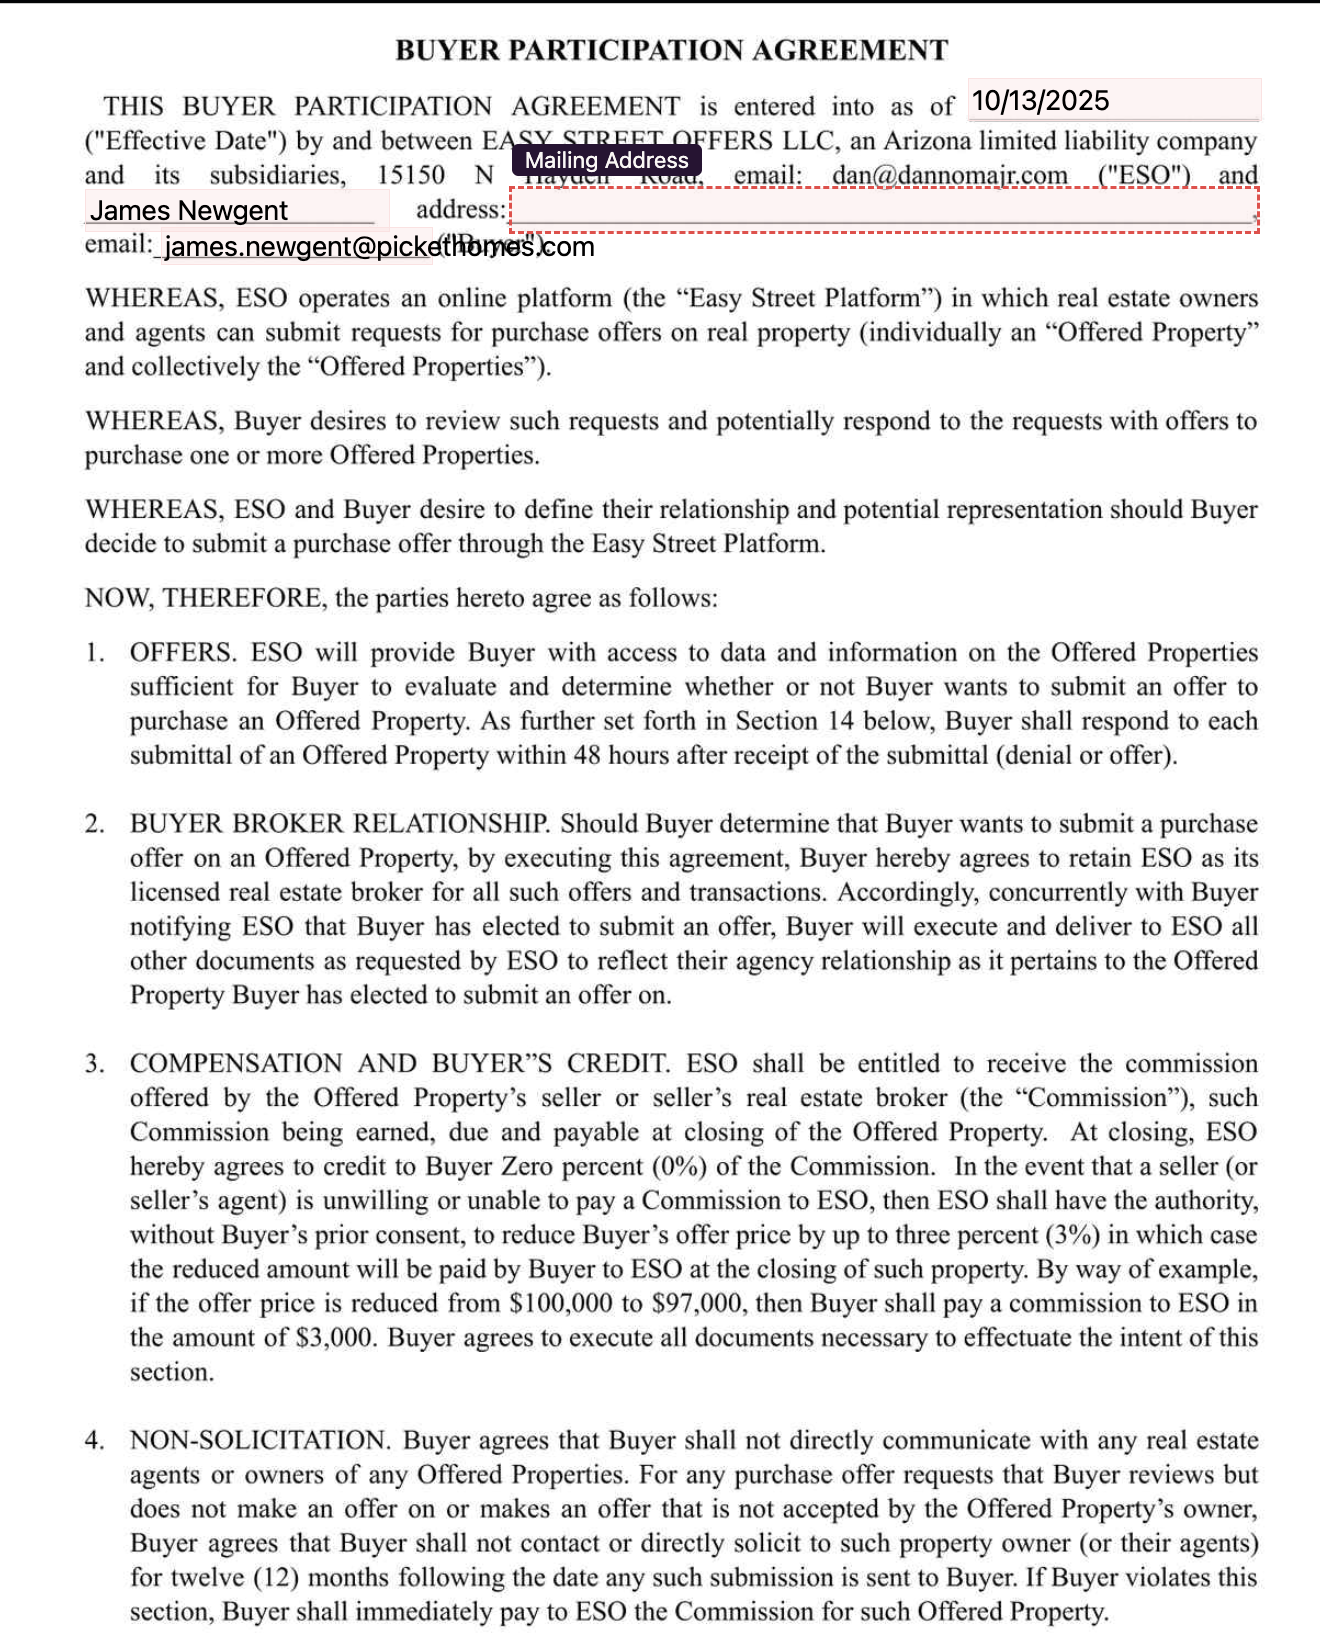 BUYER PARTICIPATION AGREEMENT
THIS BUYER PARTICIPATION AGREEMENT is entered into as of 10/13/2025
("Effective Date") by and between EASY STREET OFFERS LLC, an Arizona limited liability company
Mailing Address
and its subsidiaries, 15150 N Hayden Road, email: dan@dannomajr.com ("ESO") and
James Newgent address: ,
email: james.newgent@pickethomes.com ("Buyer").
WHEREAS, ESO operates an online platform (the “Easy Street Platform”) in which real estate owners
and agents can submit requests for purchase offers on real property (individually an “Offered Property”
and collectively the “Offered Properties”).
WHEREAS, Buyer desires to review such requests and potentially respond to the requests with offers to
purchase one or more Offered Properties.
WHEREAS, ESO and Buyer desire to define their relationship and potential representation should Buyer
decide to submit a purchase offer through the Easy Street Platform.
NOW, THEREFORE, the parties hereto agree as follows:
1. OFFERS. ESO will provide Buyer with access to data and information on the Offered Properties
sufficient for Buyer to evaluate and determine whether or not Buyer wants to submit an offer to
purchase an Offered Property. As further set forth in Section 14 below, Buyer shall respond to each
submittal of an Offered Property within 48 hours after receipt of the submittal (denial or offer).
2. BUYER BROKER RELATIONSHIP. Should Buyer determine that Buyer wants to submit a purchase
offer on an Offered Property, by executing this agreement, Buyer hereby agrees to retain ESO as its
licensed real estate broker for all such offers and transactions. Accordingly, concurrently with Buyer
notifying ESO that Buyer has elected to submit an offer, Buyer will execute and deliver to ESO all
other documents as requested by ESO to reflect their agency relationship as it pertains to the Offered
Property Buyer has elected to submit an offer on.
3. COMPENSATION AND BUYER”S CREDIT. ESO shall be entitled to receive the commission
offered by the Offered Property’s seller or seller’s real estate broker (the “Commission”), such
Commission being earned, due and payable at closing of the Offered Property. At closing, ESO
hereby agrees to credit to Buyer Zero percent (0%) of the Commission. In the event that a seller (or
seller’s agent) is unwilling or unable to pay a Commission to ESO, then ESO shall have the authority,
without Buyer’s prior consent, to reduce Buyer’s offer price by up to three percent (3%) in which case
the reduced amount will be paid by Buyer to ESO at the closing of such property. By way of example,
if the offer price is reduced from $100,000 to $97,000, then Buyer shall pay a commission to ESO in
the amount of $3,000. Buyer agrees to execute all documents necessary to effectuate the intent of this
section.
4. NON-SOLICITATION. Buyer agrees that Buyer shall not directly communicate with any real estate
agents or owners of any Offered Properties. For any purchase offer requests that Buyer reviews but
does not make an offer on or makes an offer that is not accepted by the Offered Property’s owner,
Buyer agrees that Buyer shall not contact or directly solicit to such property owner (or their agents)
for twelve (12) months following the date any such submission is sent to Buyer. If Buyer violates this
section, Buyer shall immediately pay to ESO the Commission for such Offered Property.